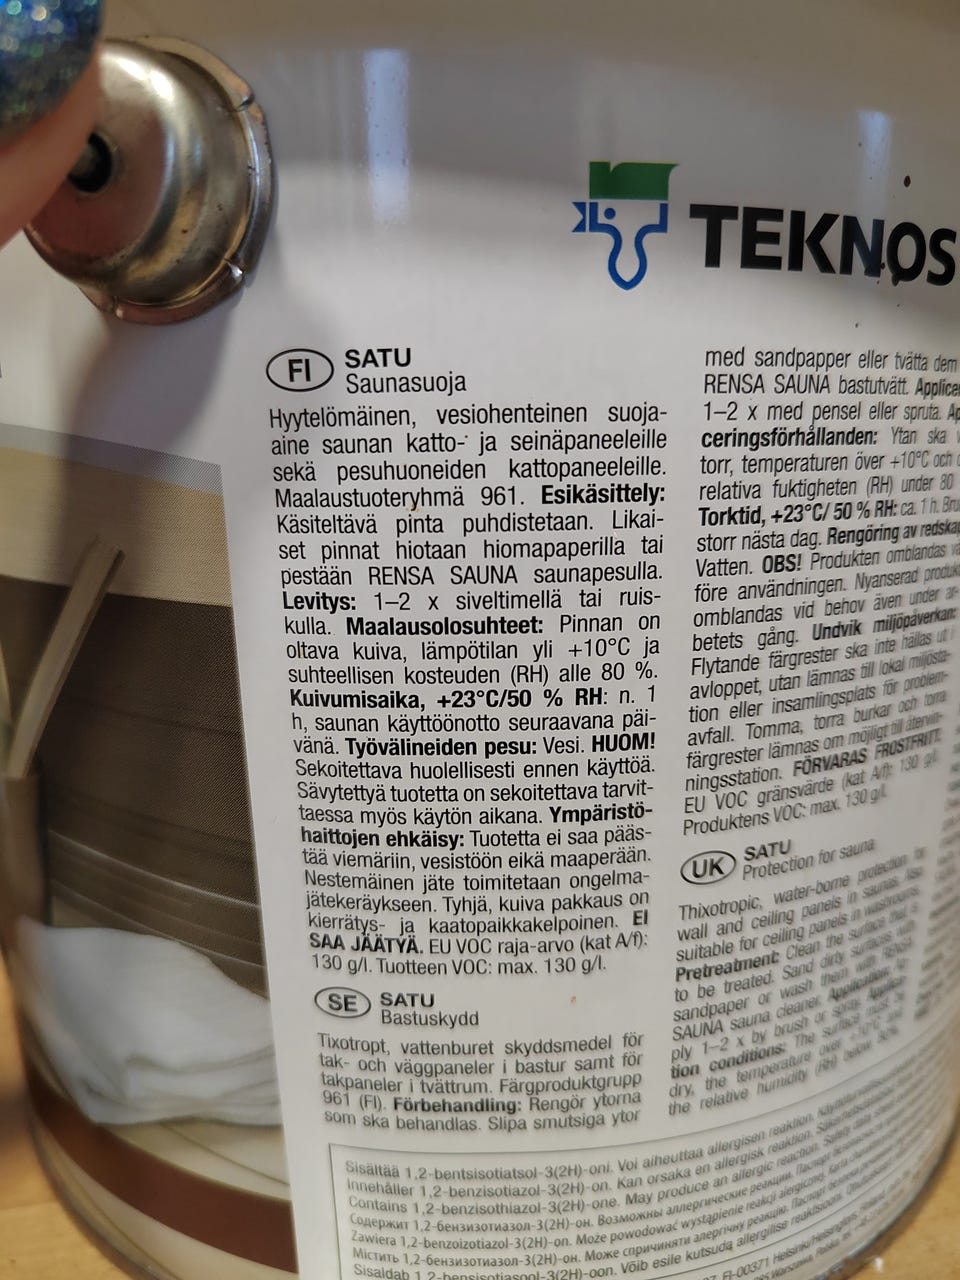 TEKNOS
FI SATU
Saunasuoja
Hyytelömäinen, vesiohenteinen suoja-
aine saunan katto- ja seinäpaneeleille
sekä pesuhuoneiden kattopaneeleille.
Maalaustuoteryhmä 961. Esikäsittely:
Käsiteltävä pinta puhdistetaan. Likai-
set pinnat hiotaan hiomapaperilla tai
pestään RENSA SAUNA saunapesulla.
Levitys: 1–2 x siveltimellä tai ruis-
kulla. Maalausolosuhteet: Pinnan on
oltava kuiva, lämpötilan yli +10°C ja
suhteellisen kosteuden (RH) alle 80 %.
Kuivumisaika, +23°C/50 % RH: n. 1
h, saunan käyttöönotto seuraavana päi-
vänä. Työvälineiden pesu: Vesi. HUOM!
Sekoitettava huolellisesti ennen käyttöä.
Sävytettyä tuotetta on sekoitettava tarvit-
taessa myös käytön aikana. Ympäristö-
haittojen ehkäisy: Tuotetta ei saa pääs-
tää viemäriin, vesistöön eikä maaperään.
Nestemäinen jäte toimitetaan ongelma-
jätekeräykseen. Tyhjä, kuiva pakkaus on
kierrätys- ja kaatopaikkakelpoinen. EI
SAA JÄÄTYÄ. EU VOC raja-arvo (kat A/f):
130 g/l. Tuotteen VOC: max. 130 g/l.
SE SATU
Bastuskydd
Tixotropt, vattenburet skyddsmedel för
tak- och väggpaneler i bastur samt för
takpaneler i tvättrum. Färgproduktgrupp
961 (FI). Förbehandling: Rengör ytorna
som ska behandlas. Slipa smutsiga ytor
med sandpapper eller tvätta dem
RENSA SAUNA bastutvätt. Applicer
1–2 x med pensel eller spruta. Ap
ceringsförhållanden: Ytan ska
torr, temperaturen över +10°C och
relativa fuktigheten (RH) under 80
Torktid, +23°C/ 50 % RH: ca. 1 h. Bru
storr nästa dag. Rengöring av redskap
Vatten. OBS! Produkten omblandas
före användningen. Nyanserad produkt
omblandas vid behov även under ar-
betets gång. Undvik miljöpåverkan:
Flytande färgrester ska inte hällas ut i
avloppet, utan lämnas till lokal miljösta-
tion eller insamlingsplats för problem-
avfall. Tomma, torra burkar och torra
färgrester lämnas om möjligt till återvin-
ningsstation. FÖRVARAS FROSTFRITT.
EU VOC gränsvärde (kat A/f): 130 g/l.
Produktens VOC: max. 130 g/l.
UK SATU
Protection for sauna
Thixotropic, water-borne protection for
wall and ceiling panels in saunas. Also
suitable for ceiling panels in washrooms.
Pretreatment: Clean the surface that is
to be treated. Sand dirty surfaces with
sandpaper or wash them with RENSA
SAUNA sauna cleaner. Application: Ap-
ply 1–2 x by brush or spray. Applica-
tion conditions: The surface must be
dry, the temperature over +10°C and
the relative humidity (RH) below 80%.
Sisältää 1,2-bentsisotiatsol-3(2H)-oni. Voi aiheuttaa allergisen reaktion.
Innehåller 1,2-benzisotiazol-3(2H)-on. Kan orsaka en allergisk reaktion.
Contains 1,2-benzisothiazol-3(2H)-one. May produce an allergic reaction.
Содержит 1,2-бензизотиазол-3(2H)-он. Возможны аллергические реакции.
Zawiera 1,2-benzoizotiazol-3(2H)-on. Może powodować wystąpienie reakcji alergicznej.
Містить 1,2-бензизотиазол-3(2H)-он. Може спричиняти алергічну реакцію.
Sisaldab 1,2-bensisotiasool-3(2H)-oon. Võib esile kutsuda allergilise reaktsiooni.
FI-00371 Helsinki/Helsingfors